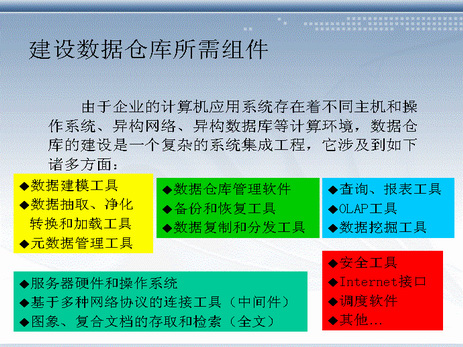 建设数据仓库所需组件
由于企业的计算机应用系统存在着不同主机和操
作系统、异构网络、异构数据库等计算环境，数据仓
库的建设是一个复杂的系统集成工程，它涉及到如下
诸多方面：
◆数据建模工具
◆数据抽取、净化
转换和加载工具
◆元数据管理工具
◆数据仓库管理软件
◆备份和恢复工具
◆数据复制和分发工具
◆查询、报表工具
◆OLAP工具
◆数据挖掘工具
◆服务器硬件和操作系统
◆基于多种网络协议的连接工具（中间件）
◆图象、复合文档的存取和检索（全文）
◆安全工具
◆Internet接口
◆调度软件
◆其他…